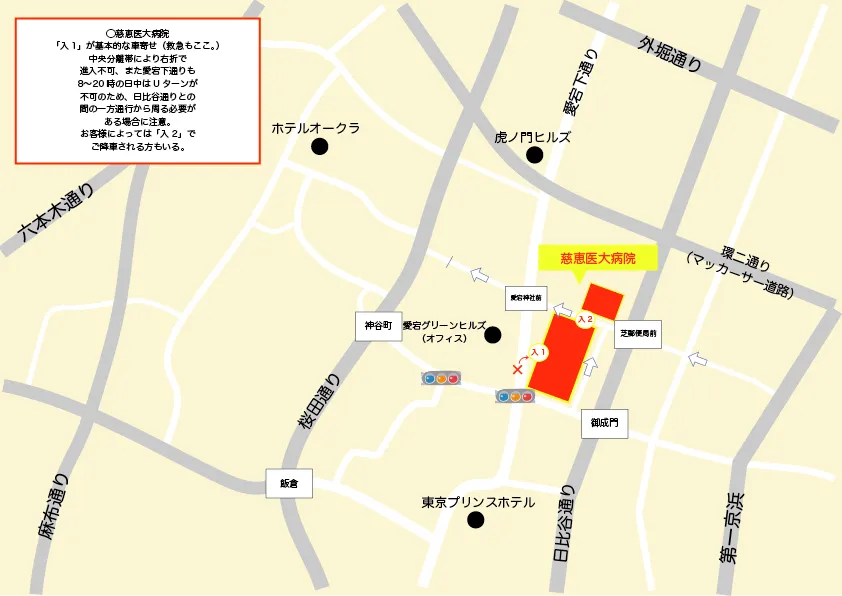 〇慈恵医大病院
「入１」が基本的な車寄せ（救急もここ。）
中央分離帯により右折で
進入不可、また愛宕下通りも
8～20時の日中はUターンが
不可のため、日比谷通りとの
間の一方通行から周る必要が
ある場合に注意。
お客様によっては「入２」で
ご降車される方もいる。
外堀通り
愛宕下通り
ホテルオークラ
虎ノ門ヒルズ
六本木通り
環二通り
（マッカーサー道路）
慈恵医大病院
愛宕神社前
入２
神谷町
愛宕グリーンヒルズ
（オフィス）
芝郵便局前
入１
桜田通り
御成門
飯倉
麻布通り
東京プリンスホテル
日比谷通り
第一京浜